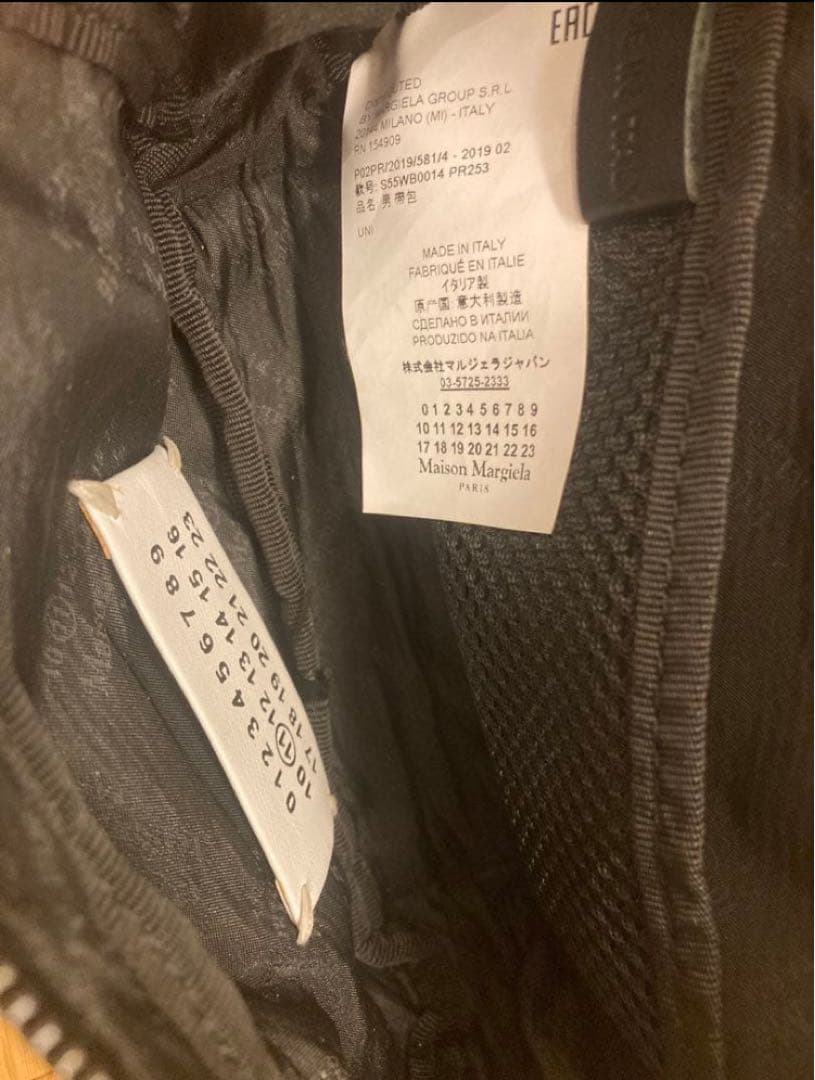 EAC
BY MARGIELA GROUP S.R.L.
MILANO (MI) - ITALY
RN 154909
P02PR/2019/581/4 - 2019 02
款号: S55WB0014 PR253
品名 男帶包
UNI
MADE IN ITALY
FABRIQUÉ EN ITALIE
イタリア製
原产国:意大利製造
СДЕЛАНО В ИТАЛИИ
PRODUZIDO NA ITALIA
株式会社マルジェラジャパン
03-5725-2333
0 1 2 3 4 5 6 7 8 9
10 11 12 13 14 15 16
17 18 19 20 21 22 23
Maison Margiela
PARIS
0 1 2 3 4 5 6 7 8 9
10 11 12 13 14 15 16
17 18 19 20 21 22 23